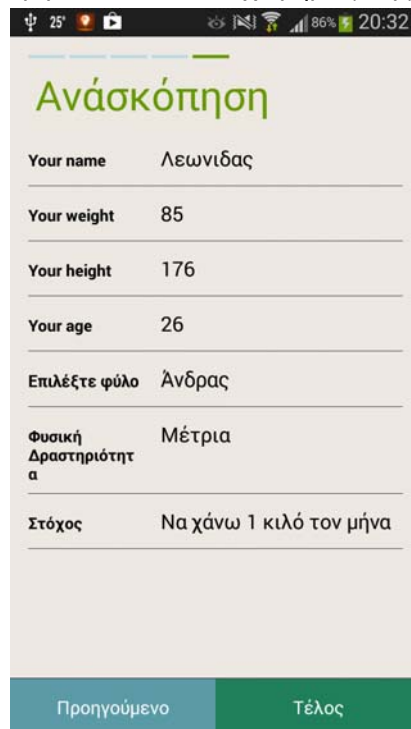 25° 86% 20:32
Ανάσκόπηση
Your name Λεωνιδας
Your weight 85
Your height 176
Your age 26
Επιλέξτε φύλο Άνδρας
Φυσική Μέτρια
Δραστηριότητ
α
Στόχος Να χάνω 1 κιλό τον μήνα
Προηγούμενο Τέλος